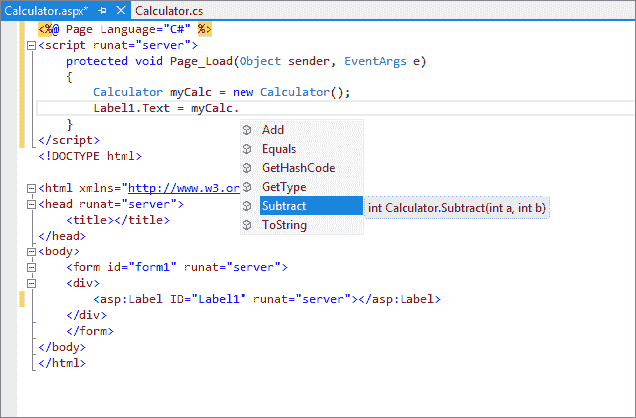 Calculator.aspx* Calculator.cs
<%@ Page Language="C#" %>
<script runat="server">
protected void Page_Load(Object sender, EventArgs e)
{
Calculator myCalc = new Calculator();
Label1.Text = myCalc.
}
Add
</script>
Equals
<!DOCTYPE html>
GetHashCode
GetType
<html xmlns="http://www.w3.or
<head runat="server">
Subtract int Calculator.Subtract(int a, int b)
<title></title>
ToString
</head>
<body>
<form id="form1" runat="server">
<div>
<asp:Label ID="Label1" runat="server"></asp:Label>
</div>
</form>
</body>
</html>